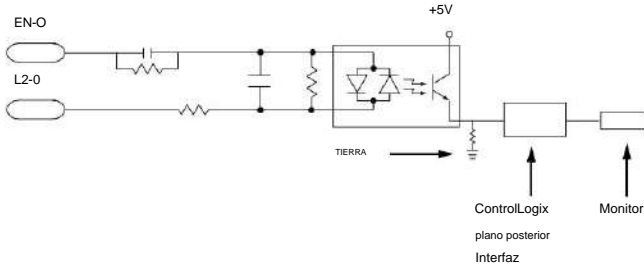 +5V
EN-O
L2-0
TIERRA
ControlLogix
plano posterior
Interfaz
Monitor